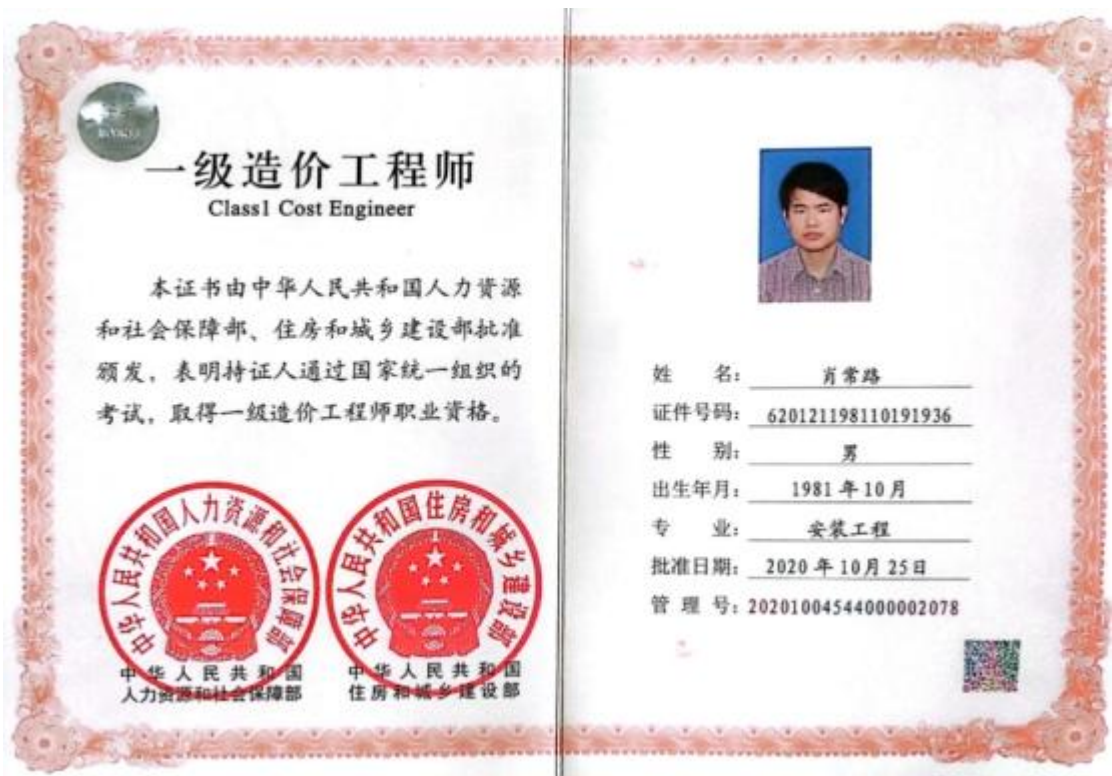 一级造价工程师
Class1 Cost Engineer
本证书由中华人民共和国人力资源
和社会保障部、住房和城乡建设部批准
颁发，表明持证人通过国家统一组织的
考试，取得一级造价工程师职业资格。
中华人民共和国人力资源和社会保障部
中华人民共和国住房和城乡建设部
中华人民共和国
人力资源和社会保障部
中华人民共和国
住房和城乡建设部
姓名：肖常路
证件号码：620121198110191936
性别：男
出生年月：1981年10月
专业：安装工程
批准日期：2020年10月25日
管理号：20201004544000002078